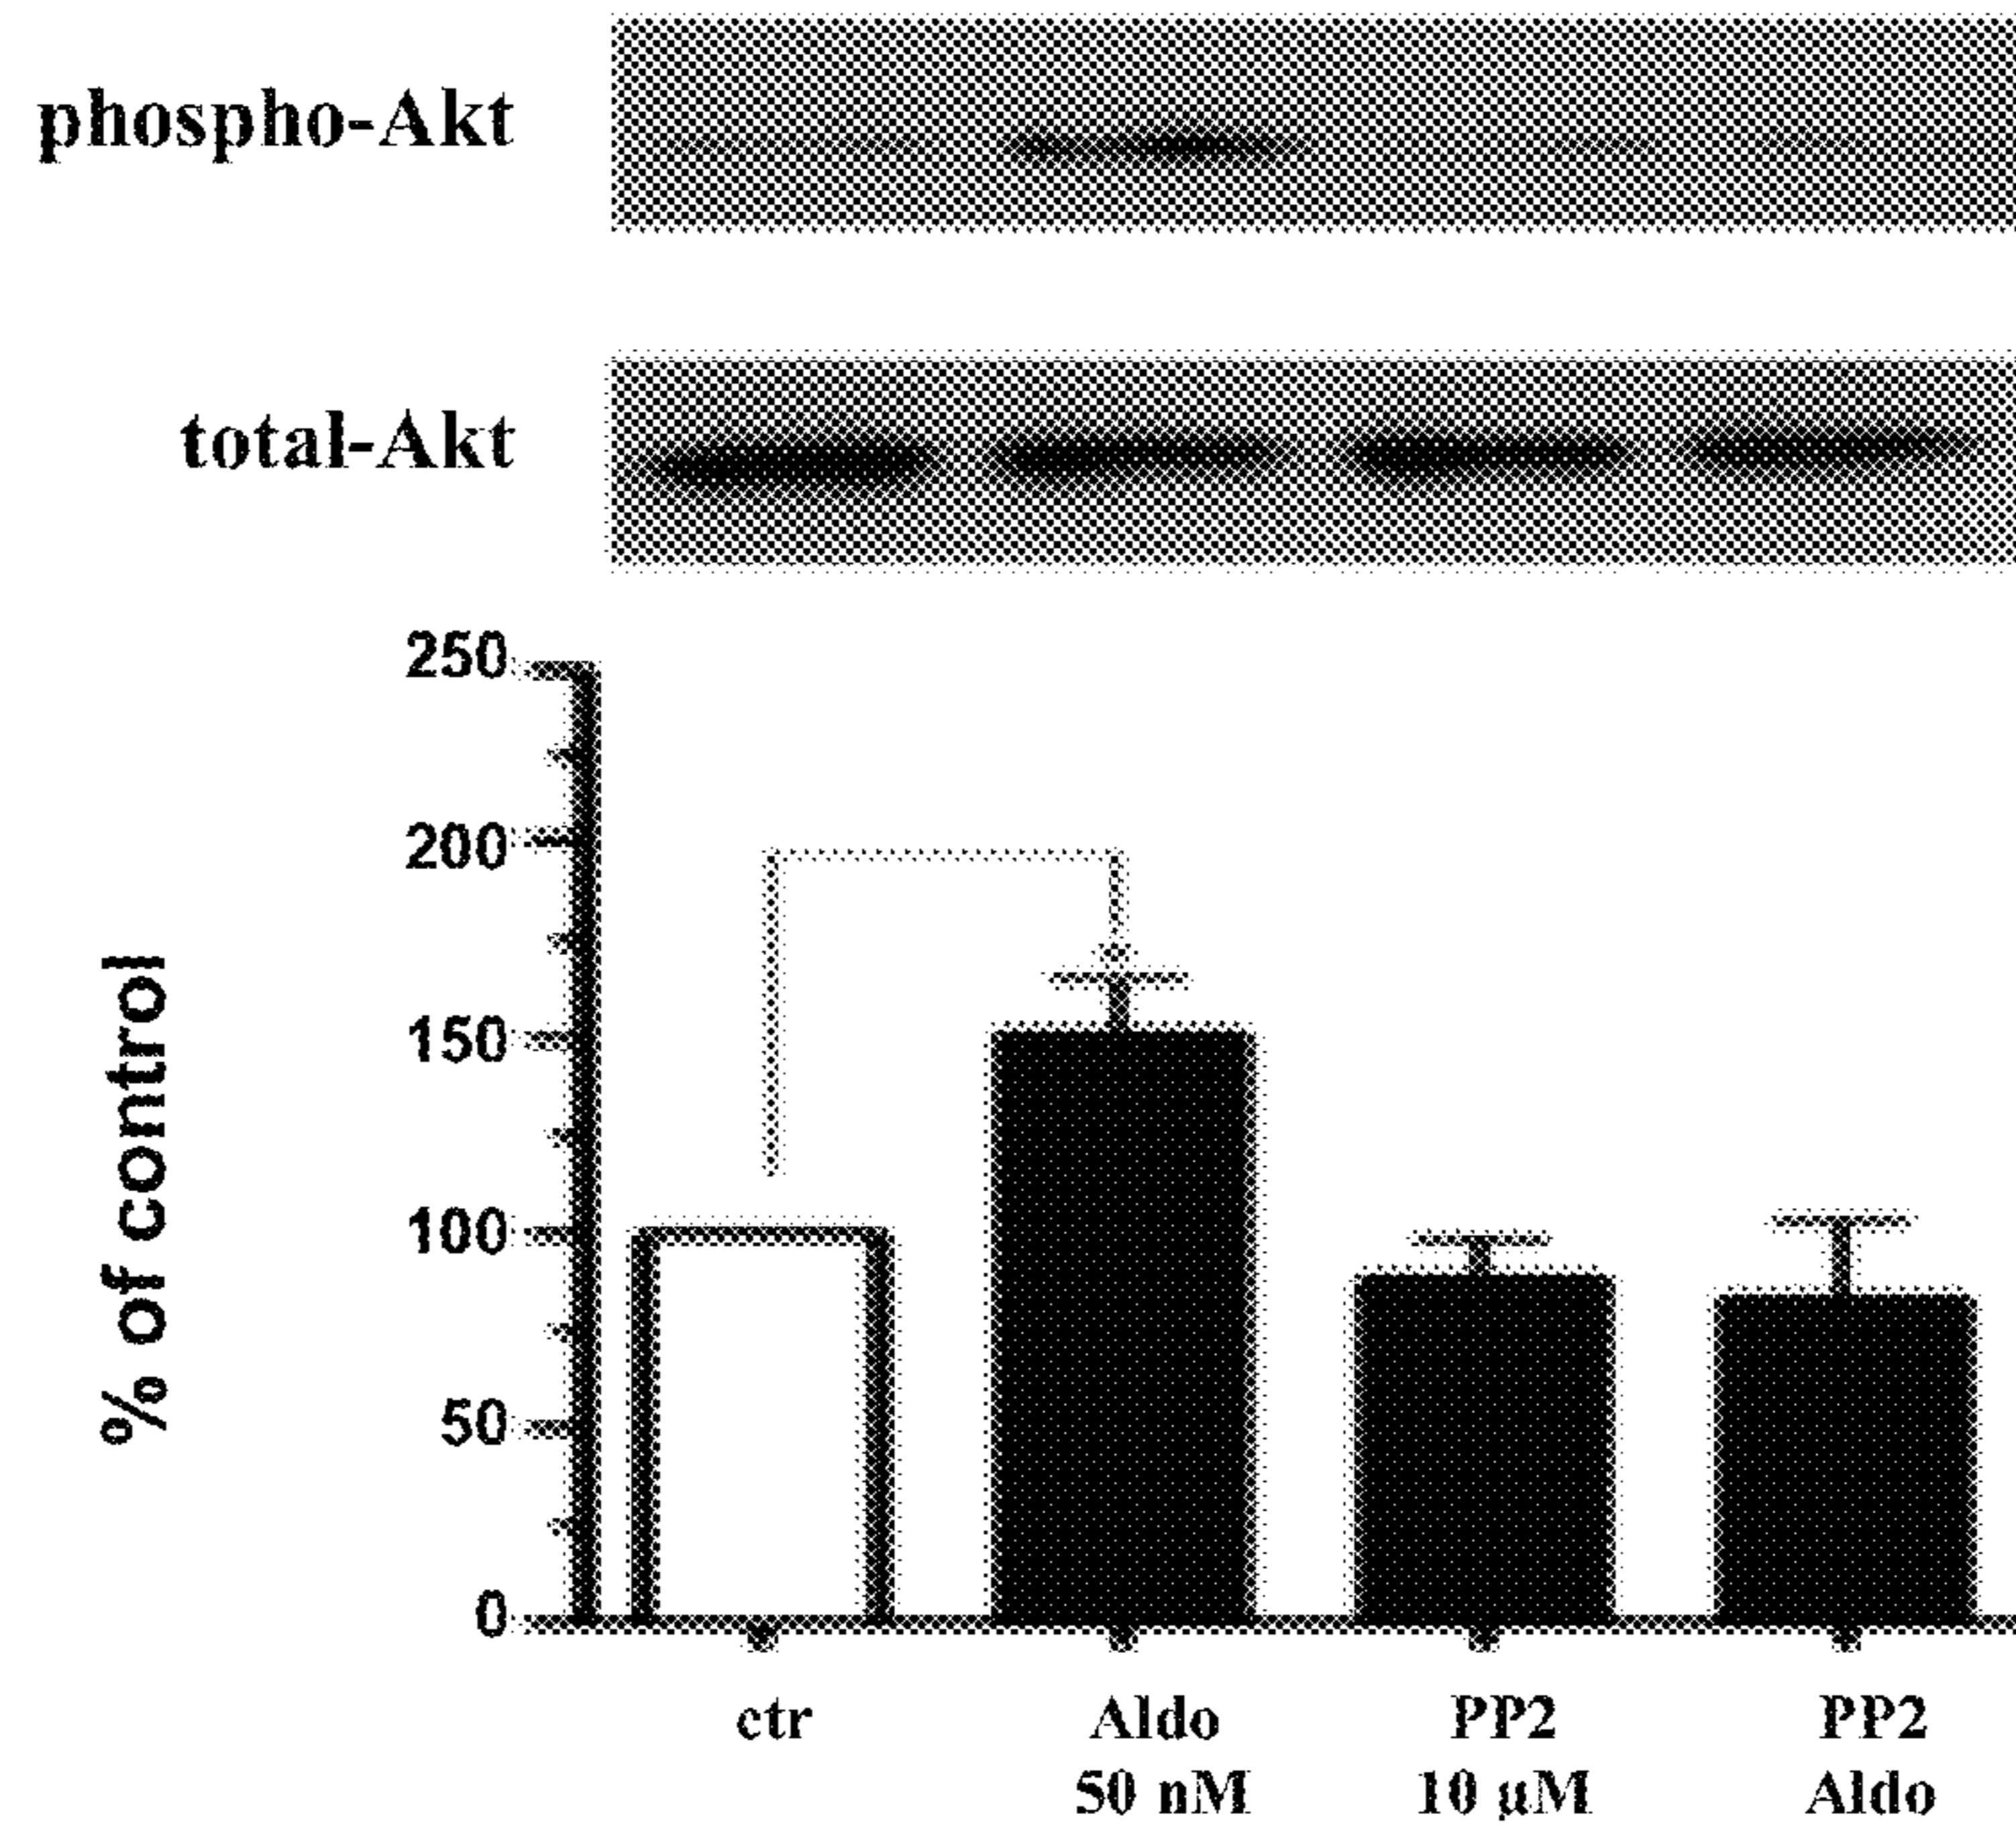 phospho-Akt
total-Akt
250
200
150
100
50
0
% of control
ctr
Aldo
50 nM
PP2
10 µM
PP2
Aldo